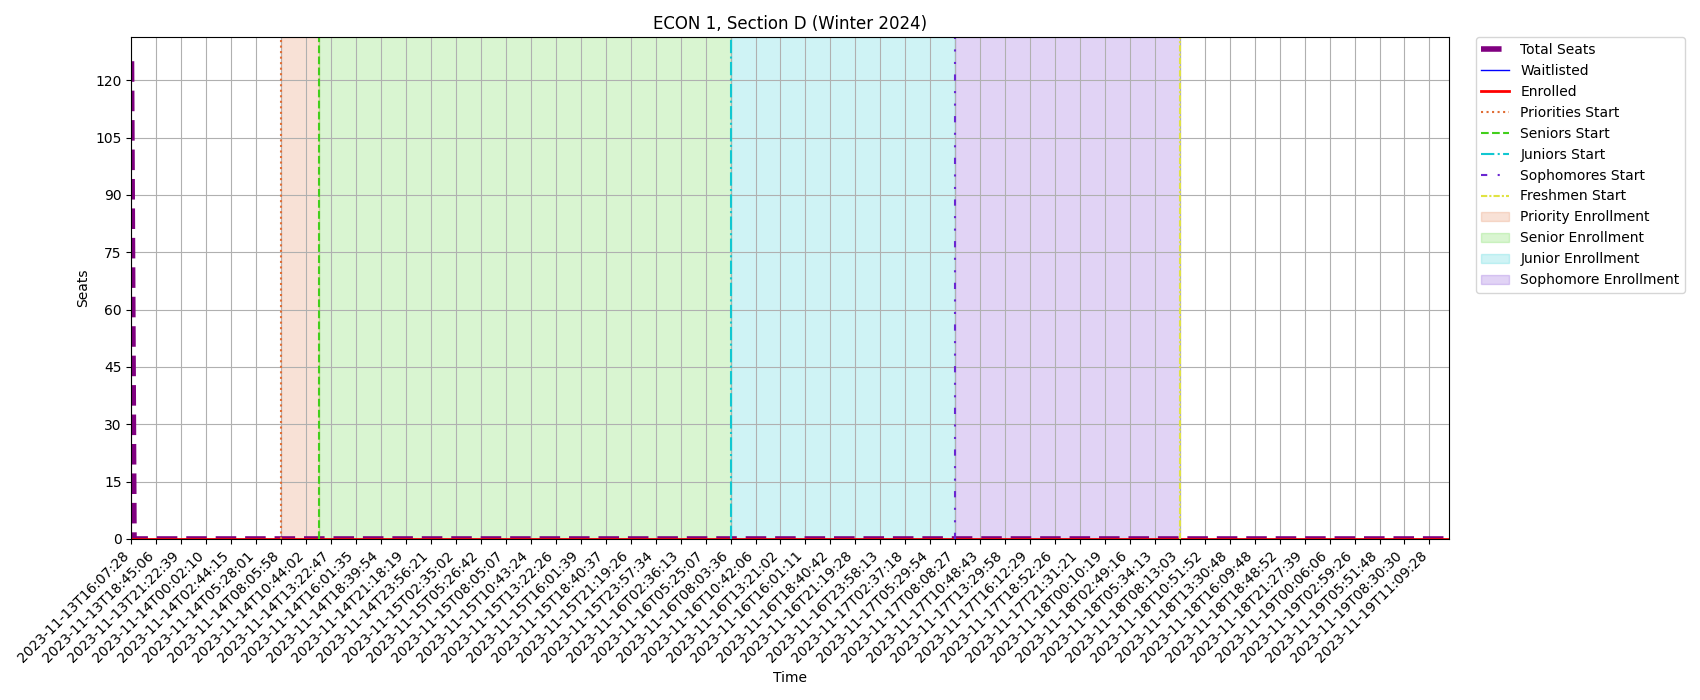 ECON 1, Section D (Winter 2024)
Total Seats
Waitlisted
Enrolled
Priorities Start
Seniors Start
Juniors Start
Sophomores Start
Freshmen Start
Priority Enrollment
Senior Enrollment
Junior Enrollment
Sophomore Enrollment
Seats
120
105
90
75
60
45
30
15
0
2023-11-13T16:07:28
2023-11-13T18:45:06
2023-11-13T21:22:39
2023-11-14T00:02:10
2023-11-14T02:44:15
2023-11-14T05:28:01
2023-11-14T08:05:58
2023-11-14T10:44:02
2023-11-14T13:22:47
2023-11-14T16:01:35
2023-11-14T18:39:54
2023-11-14T21:18:19
2023-11-14T23:56:21
2023-11-15T02:35:02
2023-11-15T05:26:42
2023-11-15T08:05:07
2023-11-15T10:43:24
2023-11-15T13:22:26
2023-11-15T16:01:39
2023-11-15T18:40:37
2023-11-15T21:19:26
2023-11-15T23:57:34
2023-11-16T02:36:13
2023-11-16T05:25:07
2023-11-16T08:03:36
2023-11-16T10:42:06
2023-11-16T13:21:02
2023-11-16T16:01:11
2023-11-16T18:40:42
2023-11-16T21:19:28
2023-11-16T23:58:13
2023-11-17T02:37:18
2023-11-17T05:29:54
2023-11-17T08:08:27
2023-11-17T10:48:43
2023-11-17T13:29:58
2023-11-17T16:12:29
2023-11-17T18:52:26
2023-11-17T21:31:21
2023-11-18T00:10:19
2023-11-18T02:49:16
2023-11-18T05:34:13
2023-11-18T08:13:03
2023-11-18T10:51:52
2023-11-18T13:30:48
2023-11-18T16:09:48
2023-11-18T18:48:52
2023-11-18T21:27:39
2023-11-19T00:06:06
2023-11-19T02:59:26
2023-11-19T05:51:48
2023-11-19T08:30:30
2023-11-19T11:09:28
Time